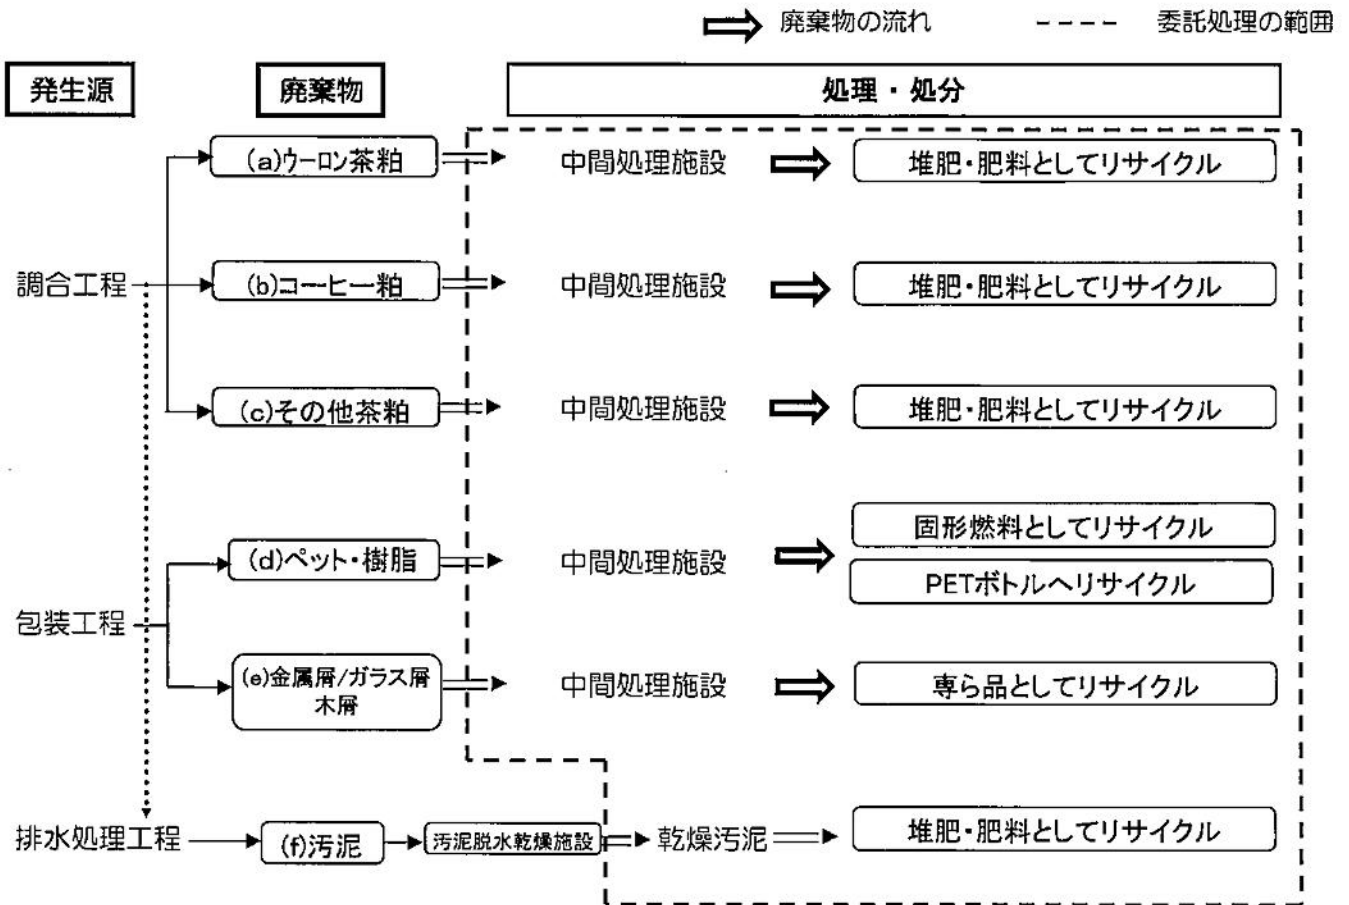 廃棄物の流れ 委託処理の範囲
発生源 廃棄物 処理・処分
(a)ウーロン茶粕 中間処理施設 堆肥・肥料としてリサイクル
調合工程 (b)コーヒー粕 中間処理施設 堆肥・肥料としてリサイクル
(c)その他茶粕 中間処理施設 堆肥・肥料としてリサイクル
固形燃料としてリサイクル
(d)ペット・樹脂 中間処理施設
PETボトルへリサイクル
包装工程
(e)金属屑/ガラス屑 中間処理施設 専ら品としてリサイクル
木屑
排水処理工程 (f)汚泥 汚泥脱水乾燥施設 乾燥汚泥 堆肥・肥料としてリサイクル